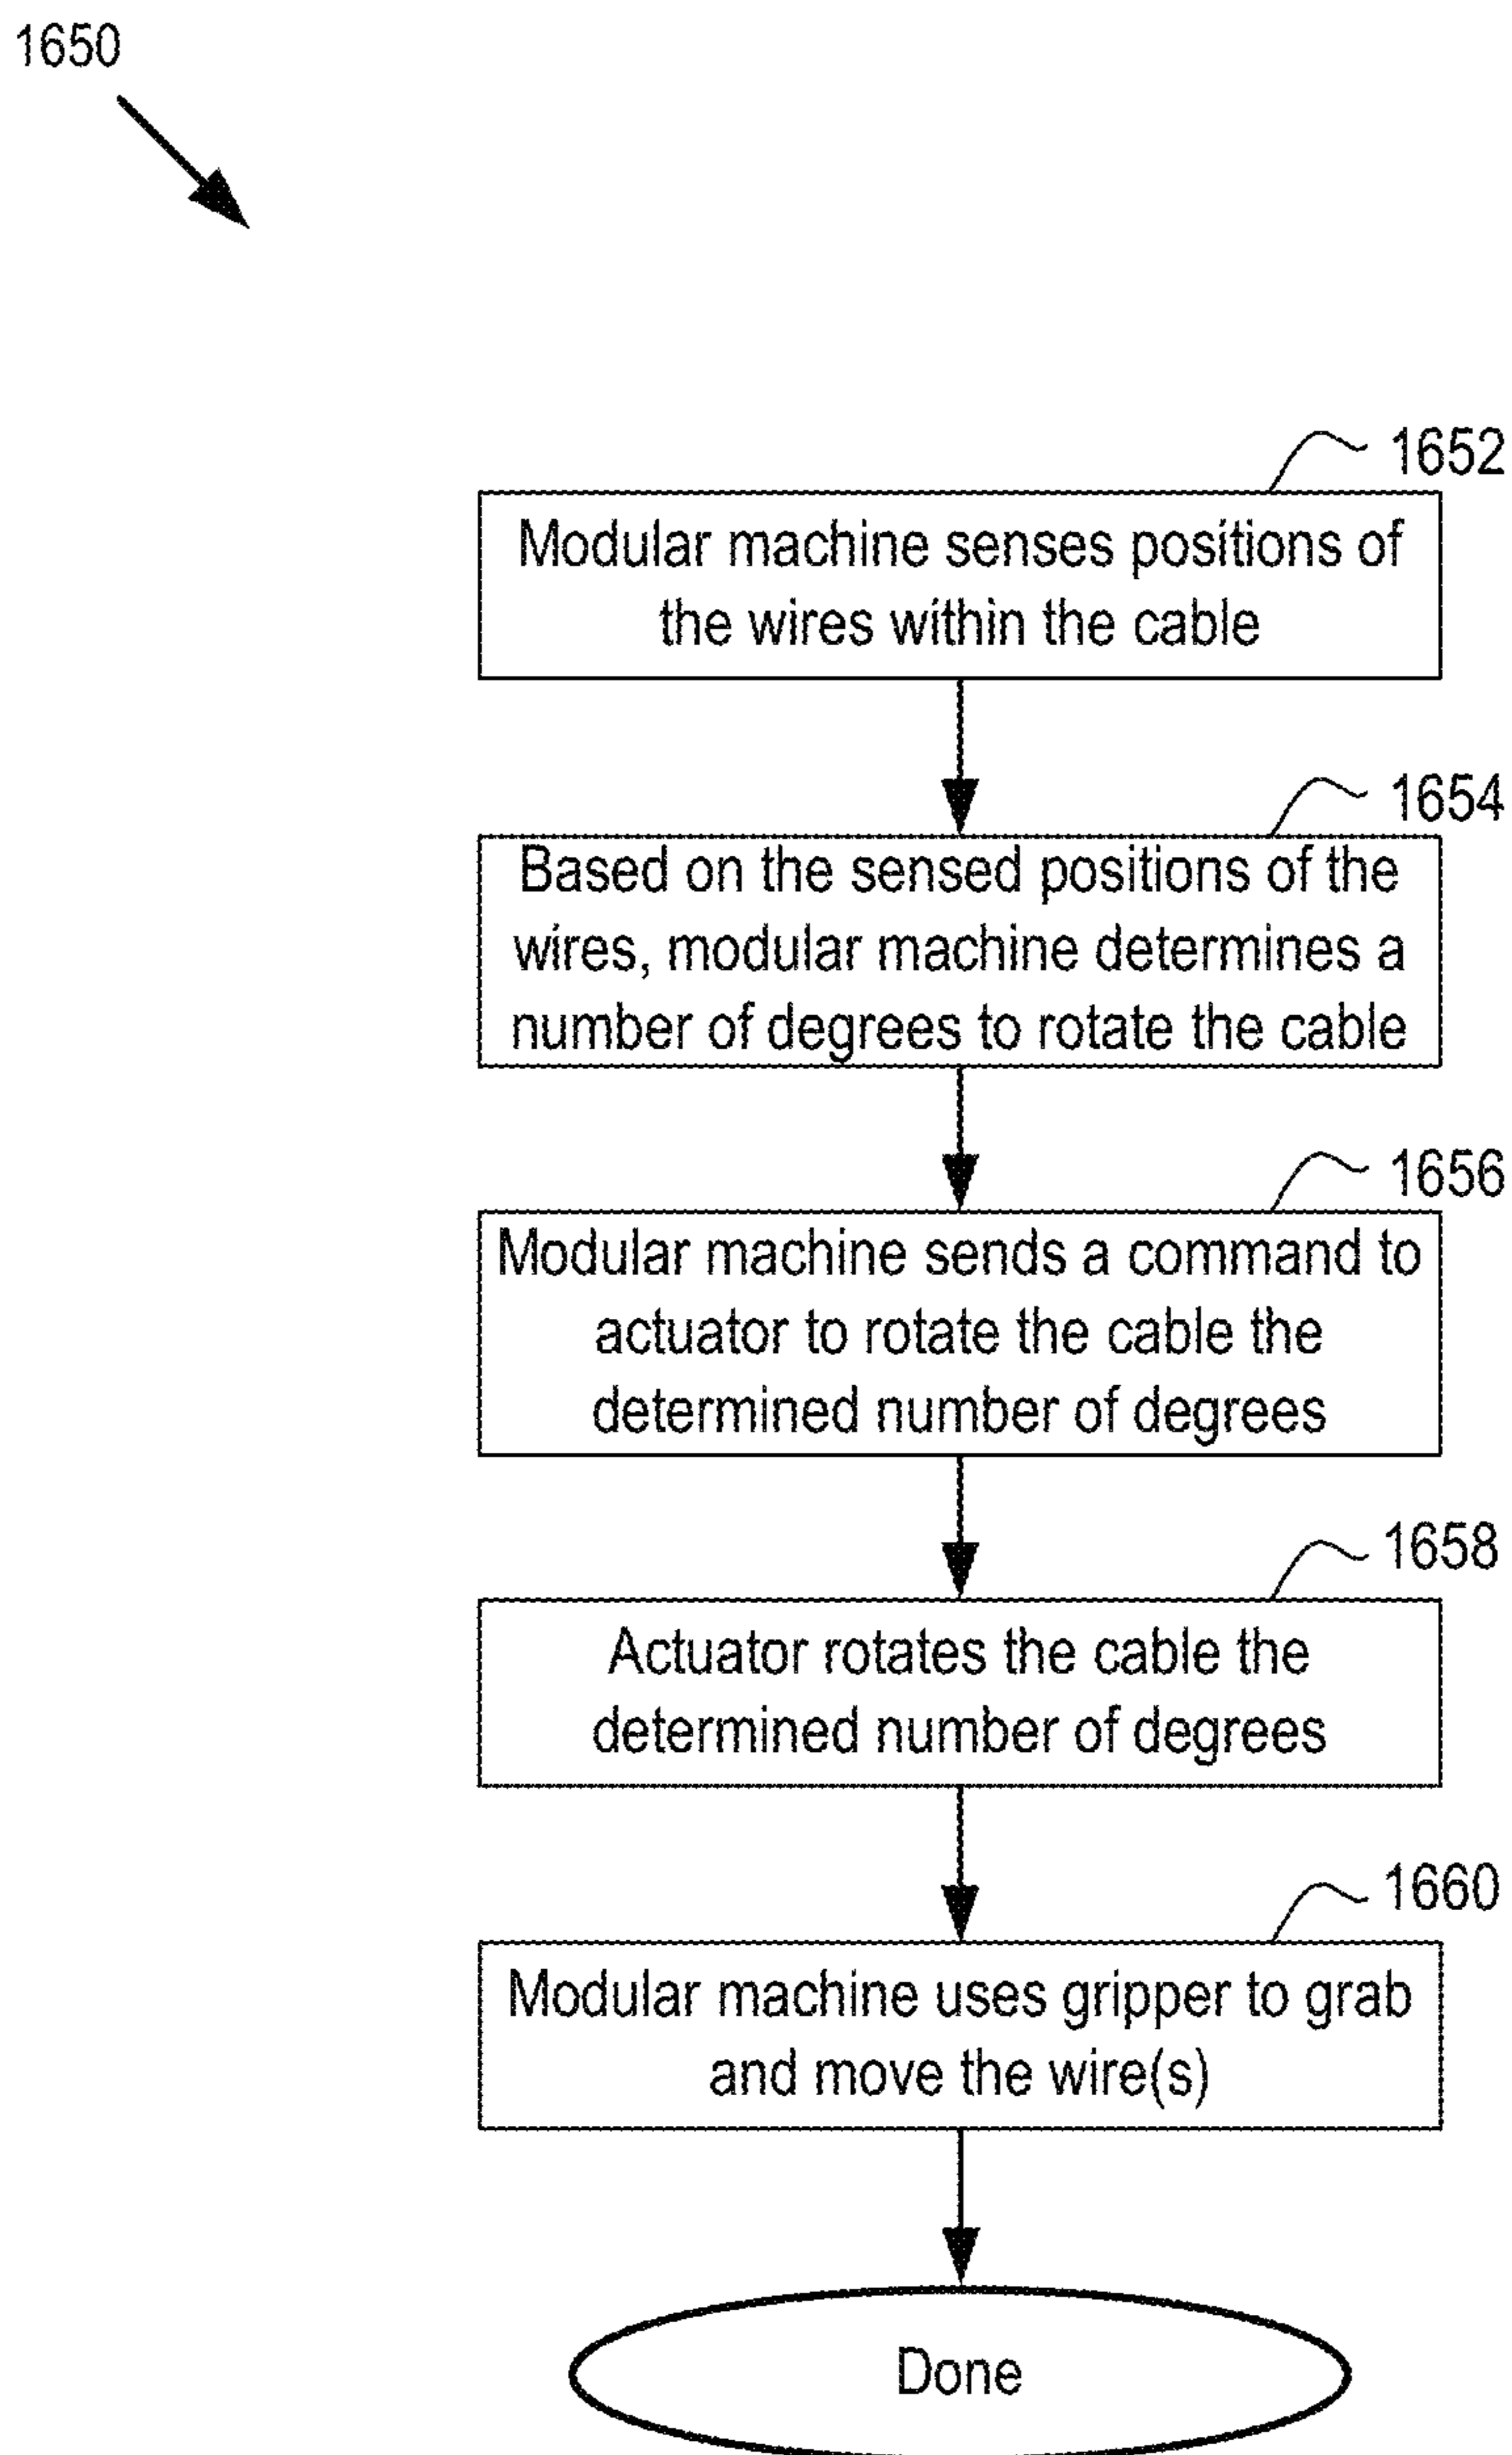 1650
1652
Modular machine senses positions of
the wires within the cable
1654
Based on the sensed positions of the
wires, modular machine determines a
number of degrees to rotate the cable
1656
Modular machine sends a command to
actuator to rotate the cable the
determined number of degrees
1658
Actuator rotates the cable the
determined number of degrees
1660
Modular machine uses gripper to grab
and move the wire(s)
Done